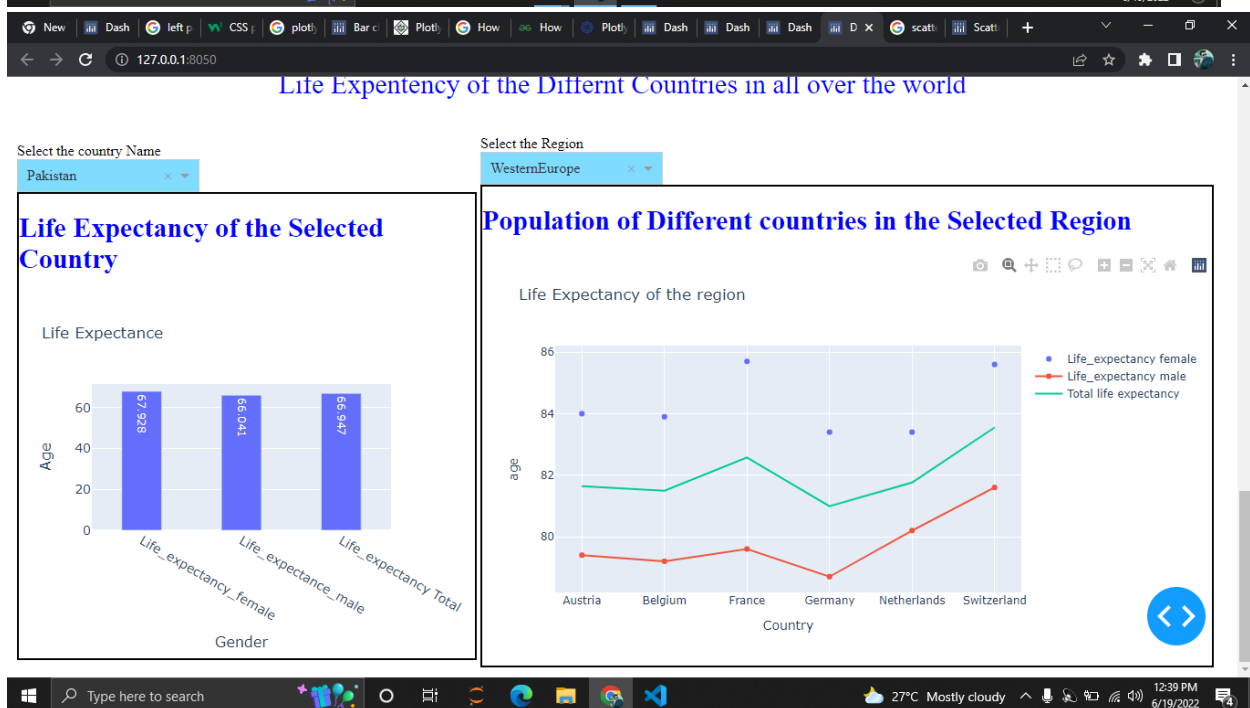 New
Dash
left p
CSS p
plotly
Bar c
Plotly
How
How
Plotly
Dash
Dash
Dash
D
scatt
Scatt
127.0.0.1:8050
Life Expentency of the Differnt Countries in all over the world
Select the country Name
Pakistan
Select the Region
WesternEurope
Life Expectancy of the Selected
Country
Life Expectance
67.928
66.041
66.947
60
40
20
0
Age
Life_expectancy_female
Life_expectance_male
Life_expectancy Total
Gender
Population of Different countries in the Selected Region
Life Expectancy of the region
86
84
82
80
age
Life_expectancy female
Life_expectancy male
Total life expectancy
Austria
Belgium
France
Germany
Netherlands
Switzerland
Country
Type here to search
27°C Mostly cloudy
12:39 PM
6/19/2022
4